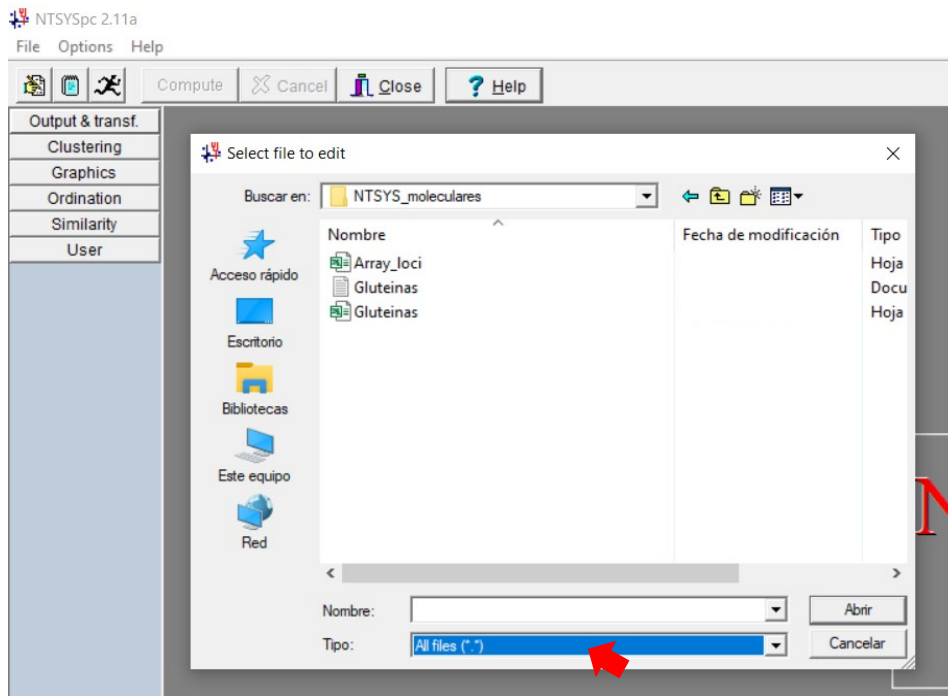 NTSYSpc 2.11a
File Options Help
Compute Cancel Close ? Help
Output & transf.
Clustering
Graphics
Ordination
Similarity
User
Select file to edit
Buscar en: NTSYS_moleculares
Nombre Fecha de modificación Tipo
Array_loci Hoja
Gluteinas Docu
Gluteinas Hoja
Acceso rápido
Escritorio
Bibliotecas
Este equipo
Red
Nombre: Abrir
Tipo: All files (*.*) Cancelar
N